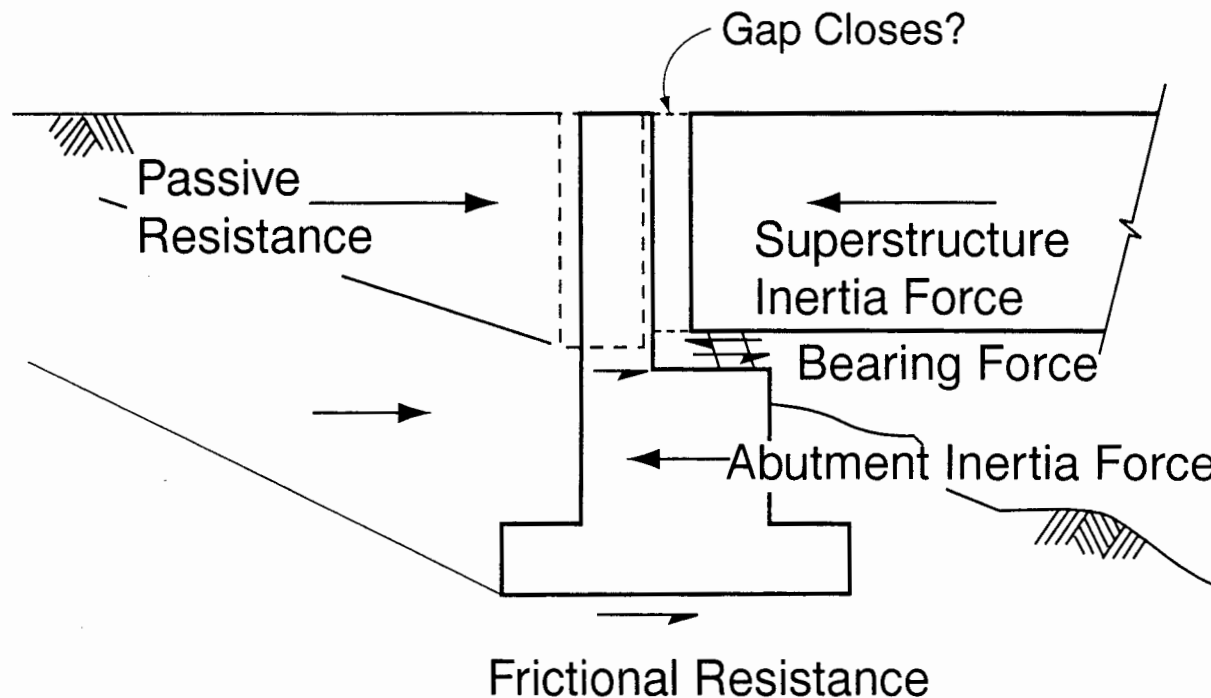 Gap Closes?
Passive
Resistance
Superstructure
Inertia Force
Bearing Force
Abutment Inertia Force
Frictional Resistance